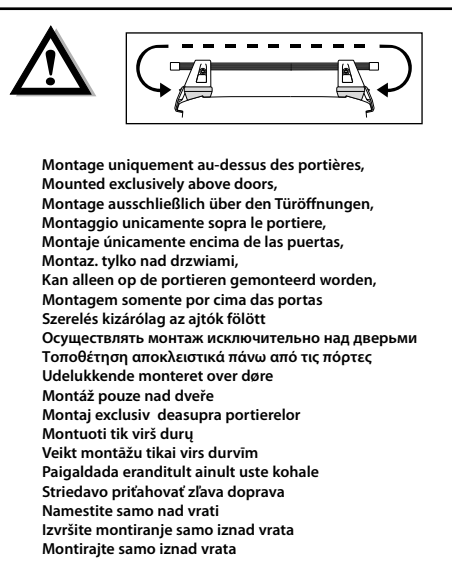 Montage uniquement au-dessus des portières,
Mounted exclusively above doors,
Montage ausschließlich über den Türöffnungen,
Montaggio unicamente sopra le portiere,
Montaje únicamente encima de las puertas,
Montaz. tylko nad drzwiami,
Kan alleen op de portieren gemonteerd worden,
Montagem somente por cima das portas
Szerelés kizárólag az ajtók fölött
Осуществлять монтаж исключительно над дверьми
Τοποθέτηση αποκλειστικά πάνω από τις πόρτες
Udelukkende monteret over døre
Montáž pouze nad dveře
Montaj exclusiv deasupra portierelor
Montuoti tik virš durų
Veikt montāžu tikai virs durvīm
Paigaldada eranditult ainult uste kohale
Striedavo priťahovať zľava doprava
Namestite samo nad vrati
Izvršite montiranje samo iznad vrata
Montirajte samo iznad vrata